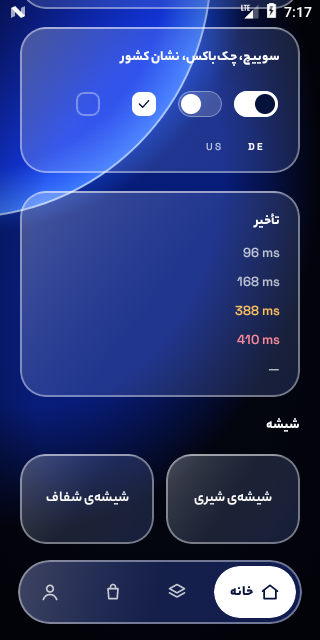 LTE 7:17
سوییچ، چک‌باکس، نشان کشور
DE US
تأخیر
96 ms
168 ms
388 ms
410 ms
—
شیشه
شیشه‌ی شیری
شیشه‌ی شفاف
خانه